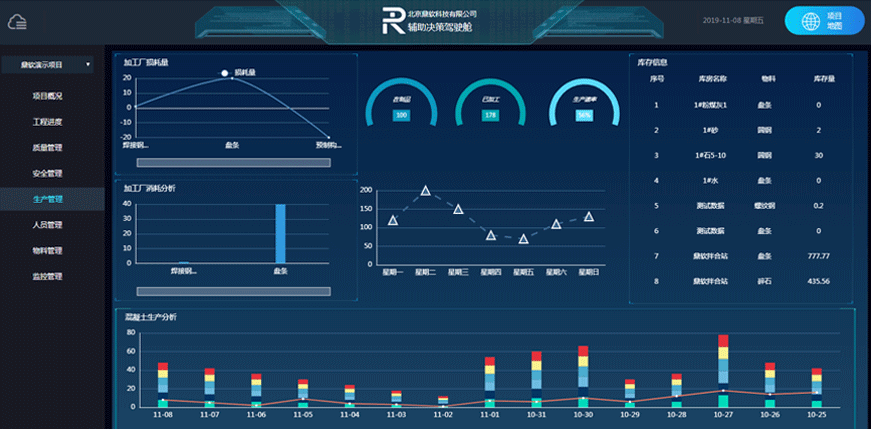 北京鼎软科技有限公司
辅助决策驾驶舱
2019-11-08 星期五
项目
地图
鼎软演示项目
项目概况
工程进度
质量管理
安全管理
生产管理
人员管理
物料管理
监控管理
加工厂损耗量
损耗量
20
10
0
-10
-20
焊接钢...
盘条
预制构...
在制品
100
已加工
178
生产速率
56%
库存信息
序号 库房名称 物料 库存量
1 1#粉煤灰1 盘条 0
2 1#砂 圆钢 2
3 1#石5-10 圆钢 30
4 1#水 盘条 0
5 测试数据 螺纹钢 0.2
6 测试数据 盘条 0
7 鼎软拌合站 盘条 777.77
8 鼎软拌合站 碎石 435.56
加工厂消耗分析
40
30
20
10
0
焊接钢...
盘条
200
150
100
50
0
星期一 星期二 星期三 星期四 星期五 星期六 星期日
混凝土生产分析
80
60
40
20
0
11-08 11-07 11-06 11-05 11-04 11-03 11-02 11-01 10-31 10-30 10-29 10-28 10-27 10-26 10-25